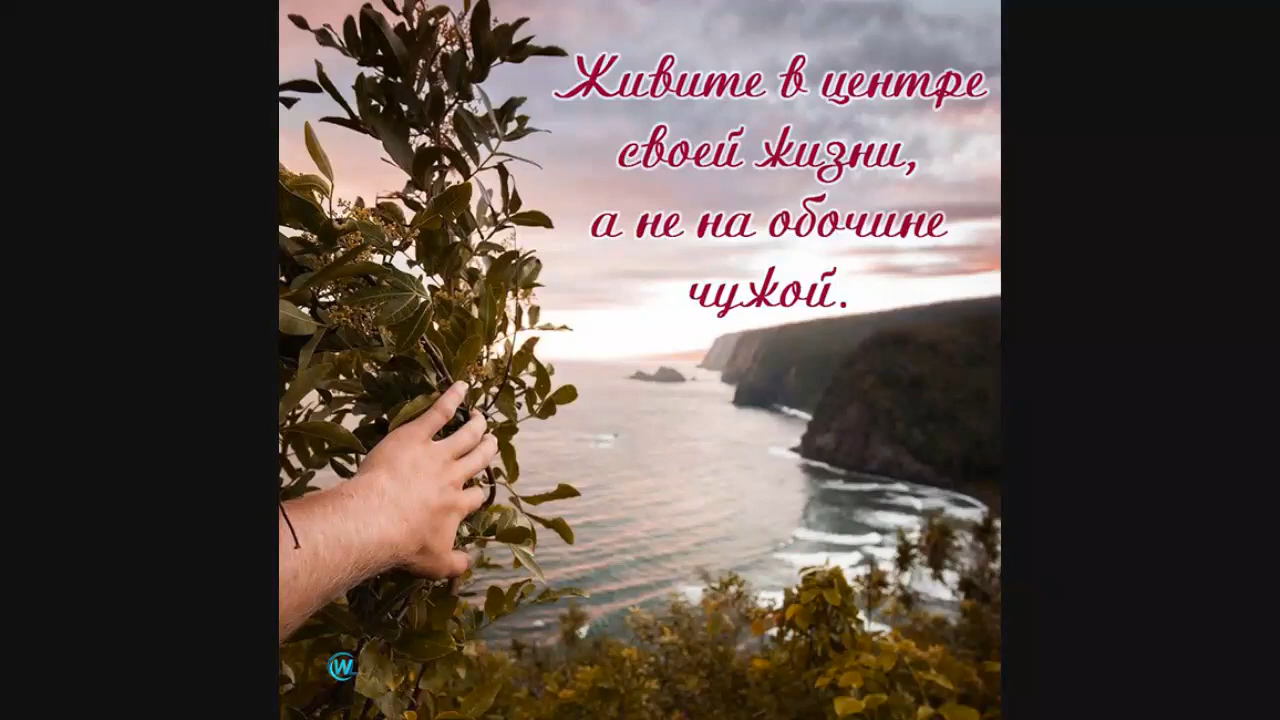 Живите в центре
своей жизни,
а не на обочине
чужой.
W